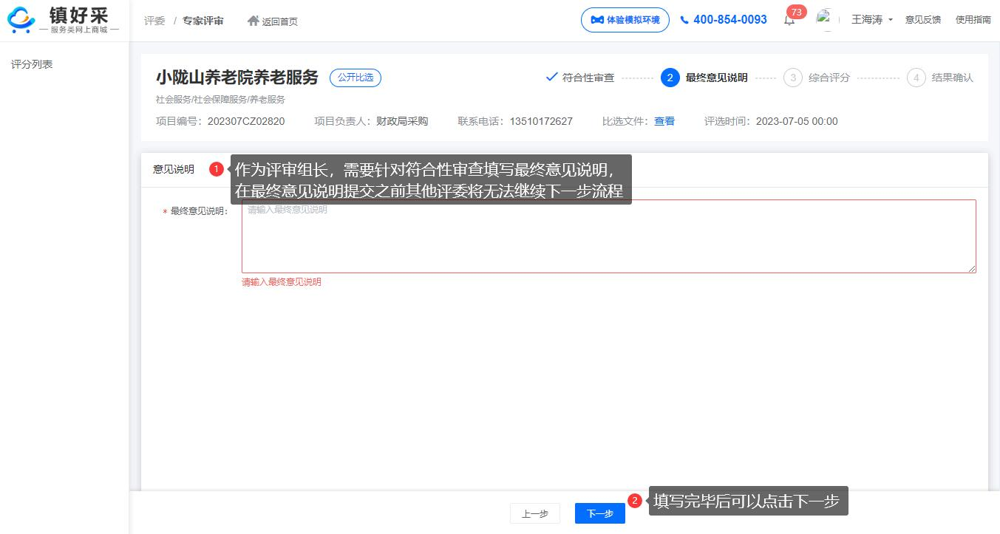 镇好采
服务类网上商城
评委 / 专家评审 返回首页
体验模拟环境 400-854-0093 73 王海涛 意见反馈 使用指南
评分列表
小陇山养老院养老服务 公开比选
符合性审查 2 最终意见说明 3 综合评分 4 结果确认
社会服务/社会保障服务/养老服务
项目编号：202307CZ02820 项目负责人：财政局采购 联系电话：13510172627 比选文件：查看 评选时间：2023-07-05 00:00
意见说明 1 作为评审组长，需要针对符合性审查填写最终意见说明，
在最终意见说明提交之前其他评委将无法继续下一步流程
* 最终意见说明： 请输入最终意见说明
请输入最终意见说明
上一步 下一步 2 填写完毕后可以点击下一步